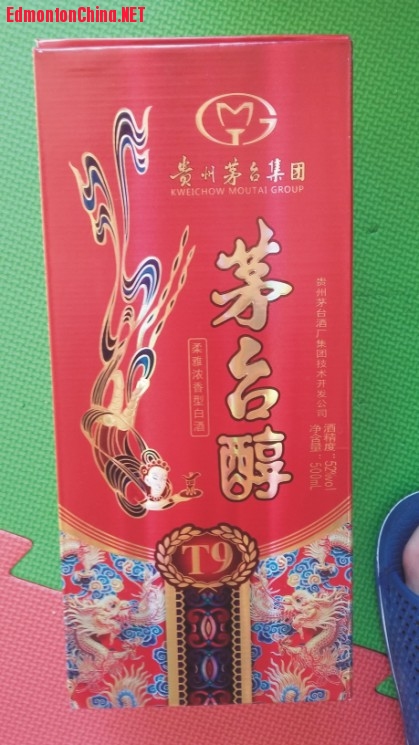 EdmontonChina.NET
贵州茅台集团
KWEICHOW MOUTAI GROUP
茅台醇
柔雅浓香型白酒
贵州茅台酒厂集团技术开发公司
酒精度：52%vol
净含量：500mL
T9